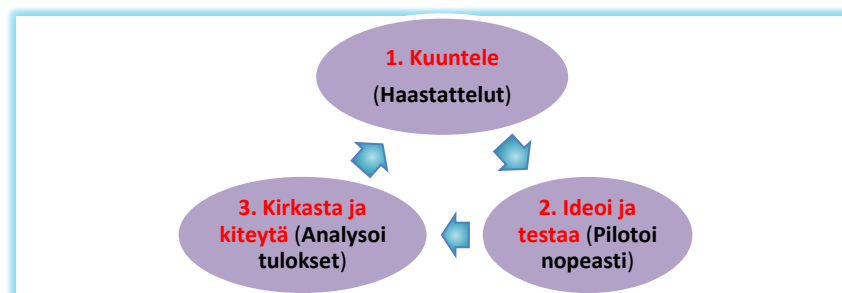 1. Kuuntele
(Haastattelut)
3. Kirkasta ja
kiteytä (Analysoi
tulokset)
2. Ideoi ja
testaa (Pilotoi
nopeasti)